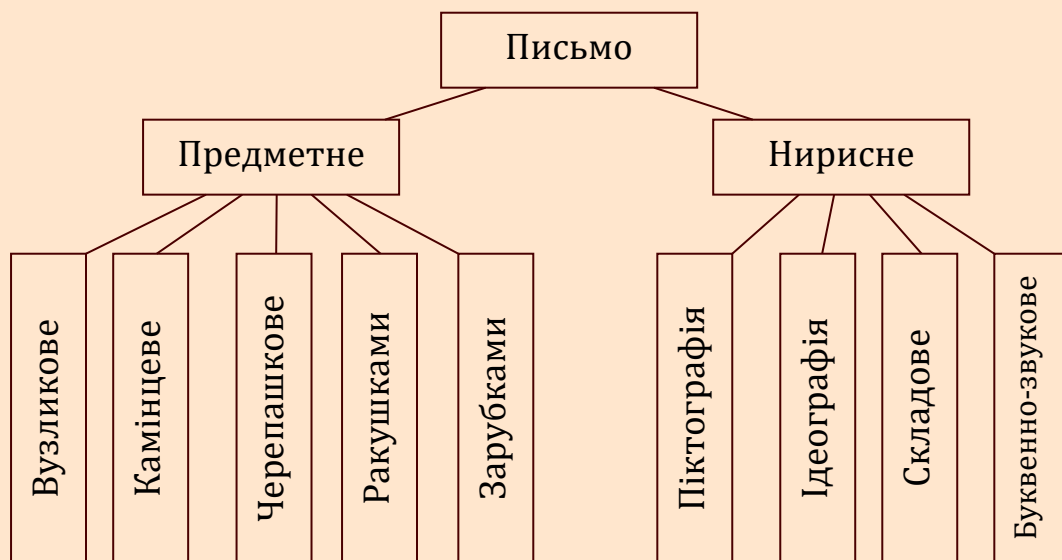 Письмо
Предметне
Нирисне
Вузликове
Камінцеве
Черепашкове
Ракушками
Зарубками
Піктографія
Ідеографія
Складове
Буквенно-звукове